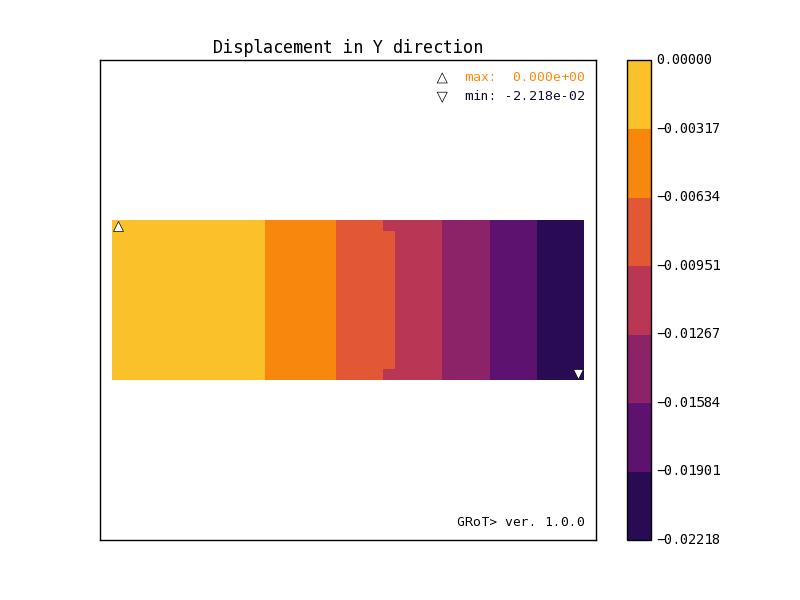 Displacement in Y direction
△ max: 0.000e+00
▽ min: -2.218e-02
GRoT> ver. 1.0.0
0.00000
−0.00317
−0.00634
−0.00951
−0.01267
−0.01584
−0.01901
−0.02218